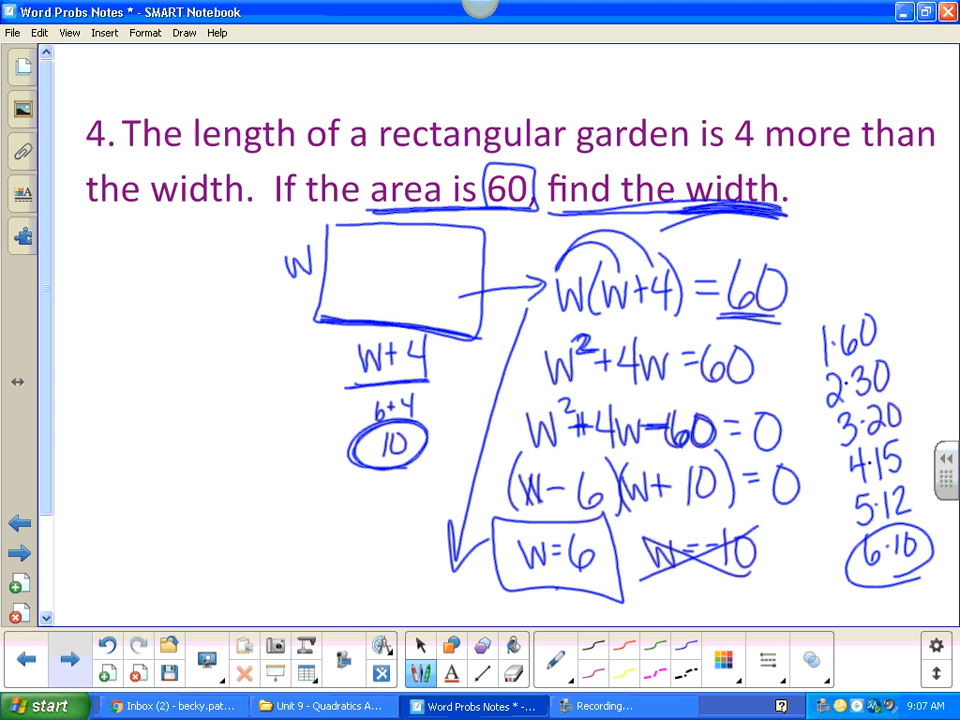 Word Probs Notes * - SMART Notebook
File Edit View Insert Format Draw Help
4. The length of a rectangular garden is 4 more than
the width. If the area is 60, find the width.
W
W+4
6+4
10
W(W+4) = 60
W²+4W=60
W²+4W-60=0
(W-6)(W+10)=0
W=6
W=-10
1·60
2·30
3·20
4·15
5·12
6·10
start
Inbox (2) - becky.pat...
Unit 9 - Quadratics A...
Word Probs Notes * -...
Recording...
9:07 AM